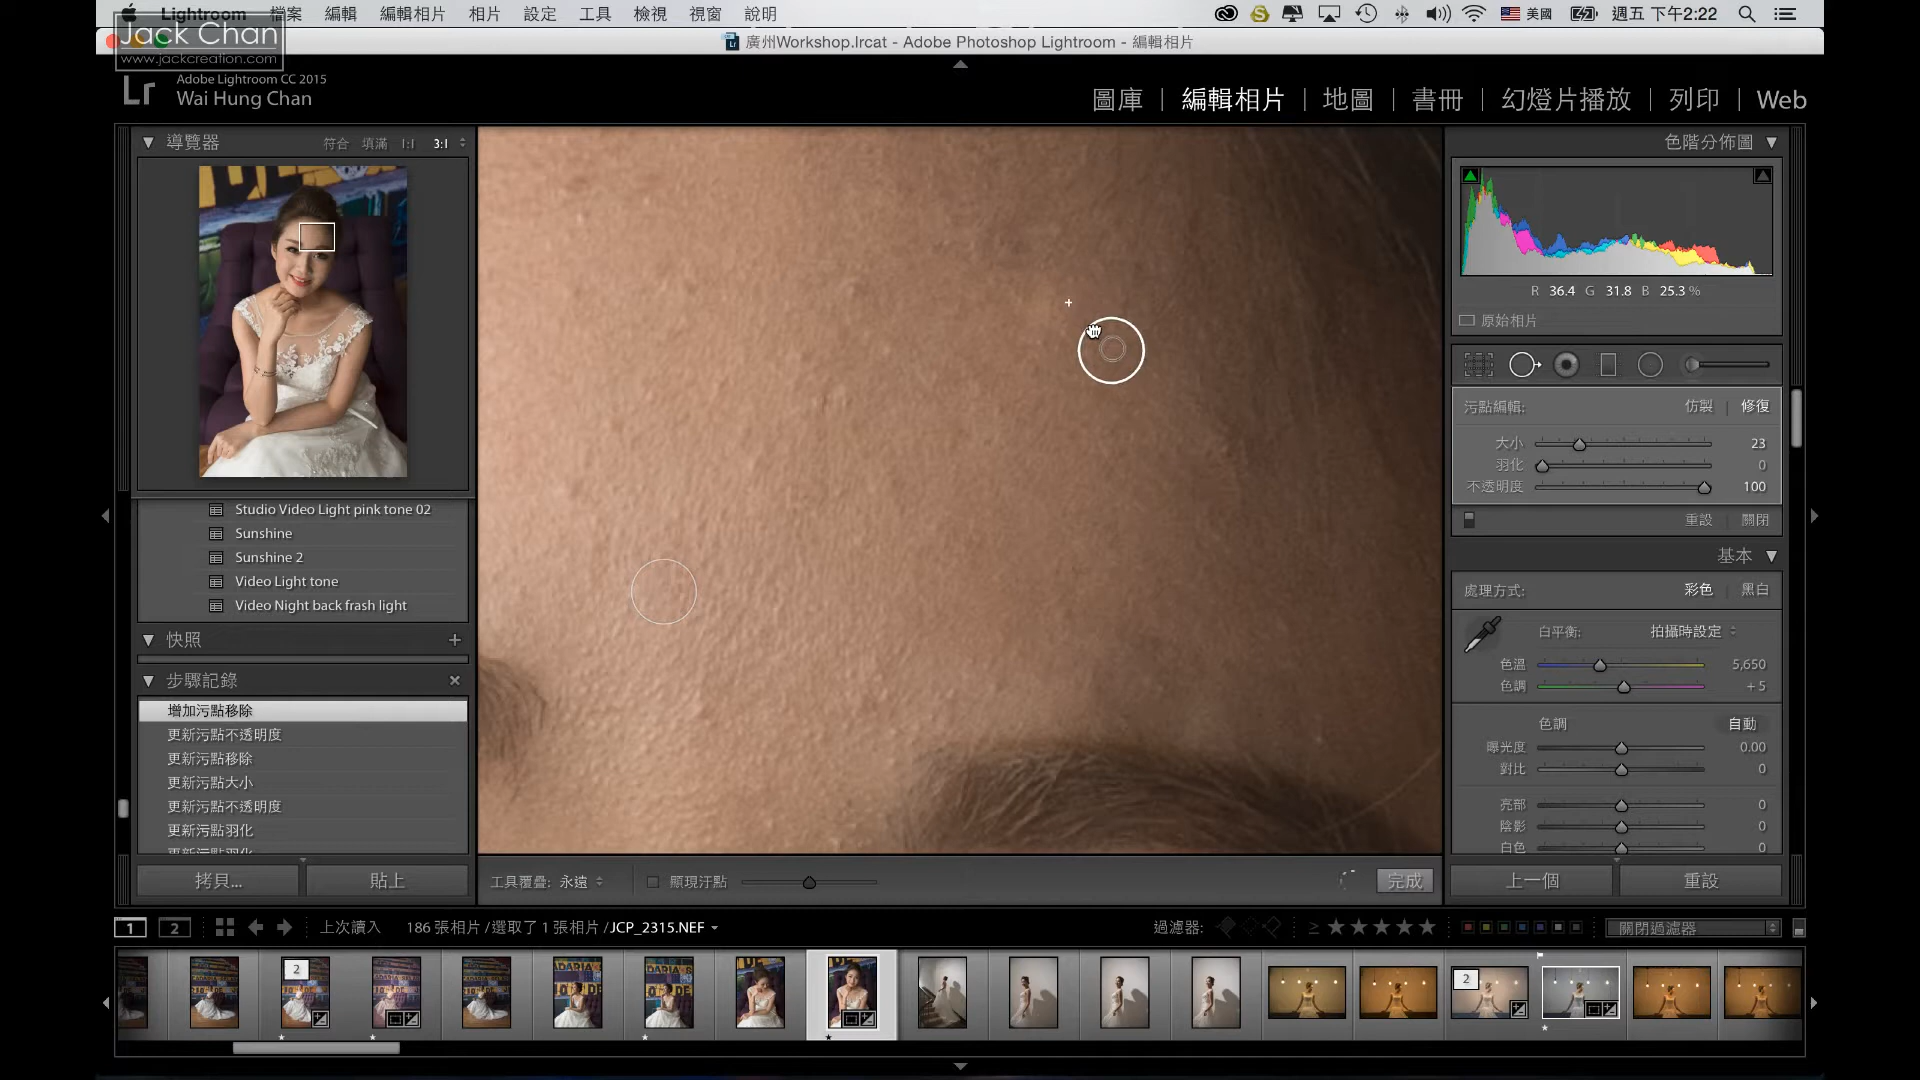 Lightroom 檔案 編輯 編輯相片 相片 設定 工具 檢視 視窗 說明
美國 週五 下午2:22
Jack Chan
www.jackcreation.com
廣州Workshop.lrcat - Adobe Photoshop Lightroom - 編輯相片
Lr
Adobe Lightroom CC 2015
Wai Hung Chan
圖庫 | 編輯相片 | 地圖 | 書冊 | 幻燈片播放 | 列印 | Web
導覽器 符合 填滿 1:1 3:1
Studio Video Light pink tone 02
Sunshine
Sunshine 2
Video Light tone
Video Night back frash light
快照 +
步驟記錄 ×
增加污點移除
更新污點不透明度
更新污點移除
更新污點大小
更新污點不透明度
更新污點羽化
更新污點羽化
拷貝... 貼上
工具覆疊: 永遠 顯現汙點 完成
色階分佈圖
R 36.4 G 31.8 B 25.3 %
原始相片
污點編輯: 仿製 | 修復
大小 23
羽化 0
不透明度 100
重設 | 關閉
基本
處理方式: 彩色 | 黑白
白平衡: 拍攝時設定
色溫 5,650
色調 + 5
色調 自動
曝光度 0.00
對比 0
亮部 0
陰影 0
白色 0
上一個 重設
1 2 上次讀入 186 張相片 /選取了 1 張相片 /JCP_2315.NEF
過濾器: ≥ ★★★★★ 關閉過濾器
2
2